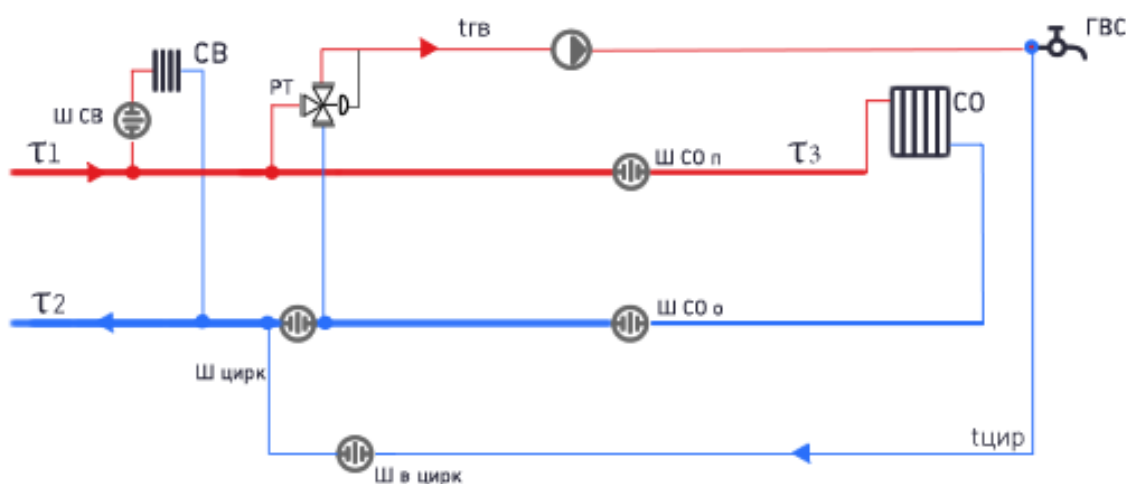 tгв
ГВС
СВ
РТ
Ш СВ
СО
τ1
Ш СО п
τ3
τ2
Ш СО о
Ш цирк
tцир
Ш в цирк